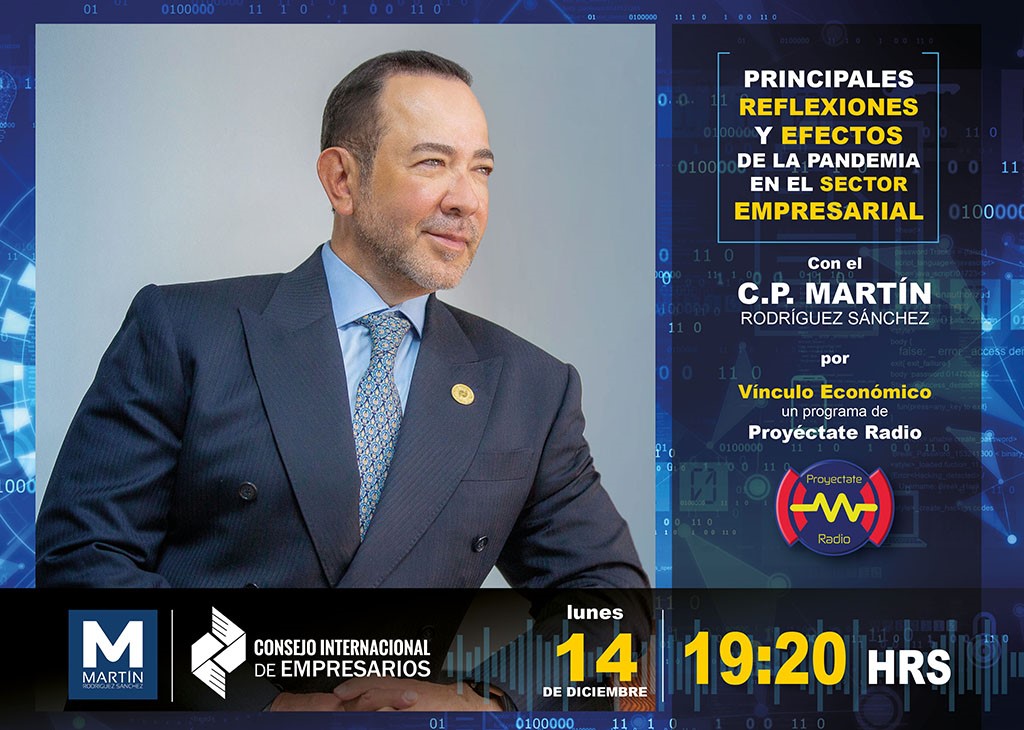 PRINCIPALES
REFLEXIONES
Y EFECTOS
DE LA PANDEMIA
EN EL SECTOR
EMPRESARIAL
Con el
C.P. MARTÍN
RODRÍGUEZ SÁNCHEZ
por
Vínculo Económico
un programa de
Proyéctate Radio
Proyectate
Radio
M
MARTÍN
RODRÍGUEZ SÁNCHEZ
CONSEJO INTERNACIONAL
DE EMPRESARIOS
lunes
14
DE DICIEMBRE
19:20 HRS